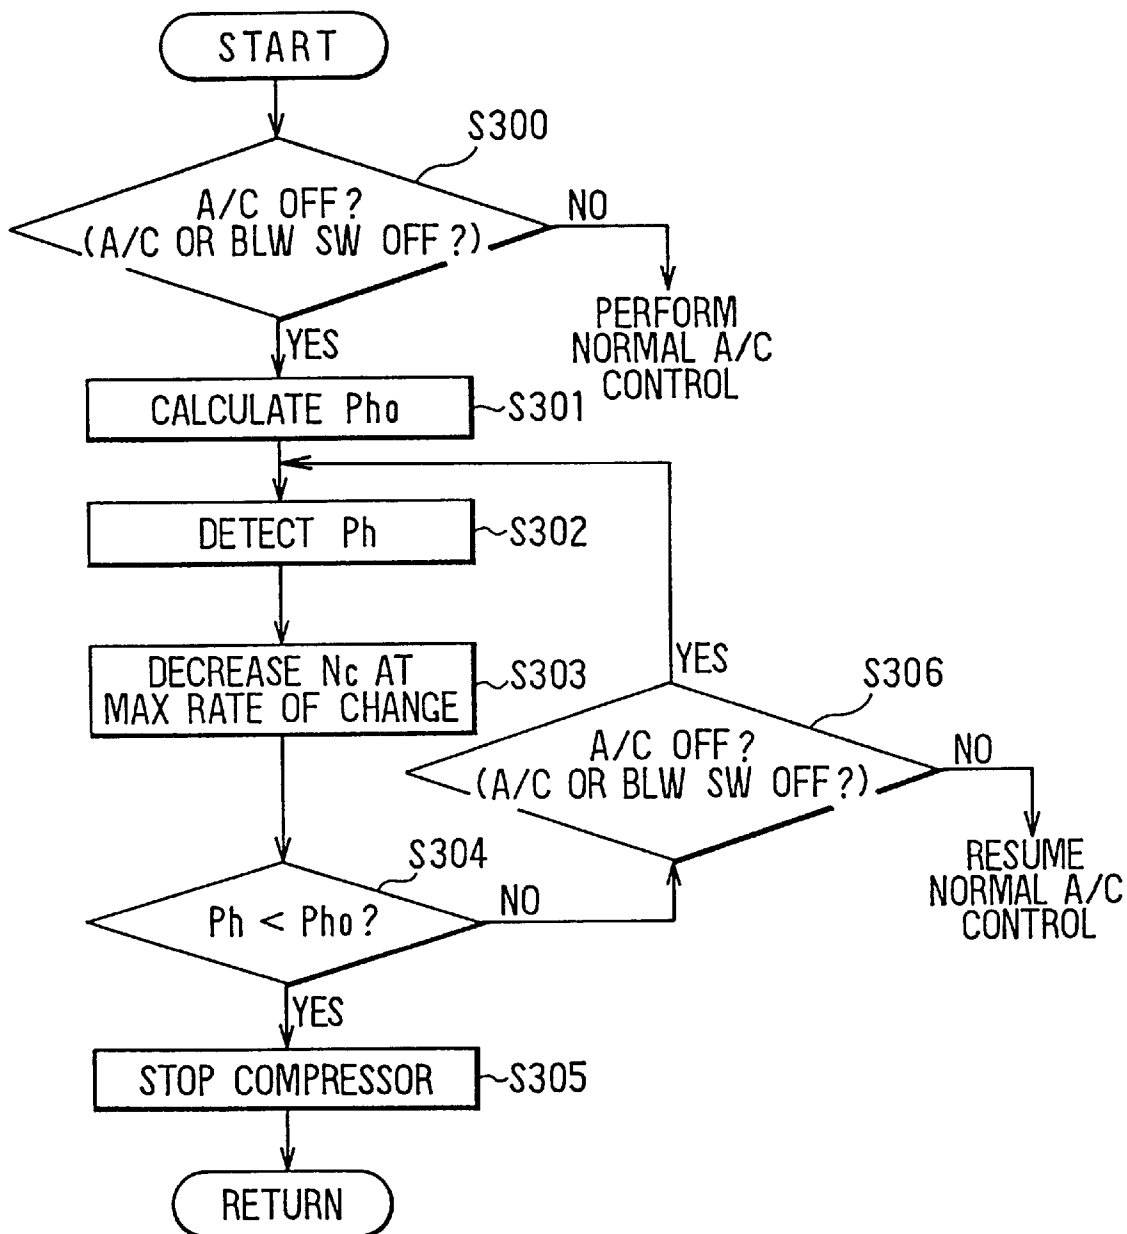 START
S300
A/C OFF?
(A/C OR BLW SW OFF?)
NO
PERFORM
NORMAL A/C
CONTROL
YES
CALCULATE Pho
S301
DETECT Ph
S302
DECREASE Nc AT
MAX RATE OF CHANGE
S303
YES
S306
A/C OFF?
(A/C OR BLW SW OFF?)
NO
RESUME
NORMAL A/C
CONTROL
S304
Ph < Pho?
NO
YES
STOP COMPRESSOR
S305
RETURN